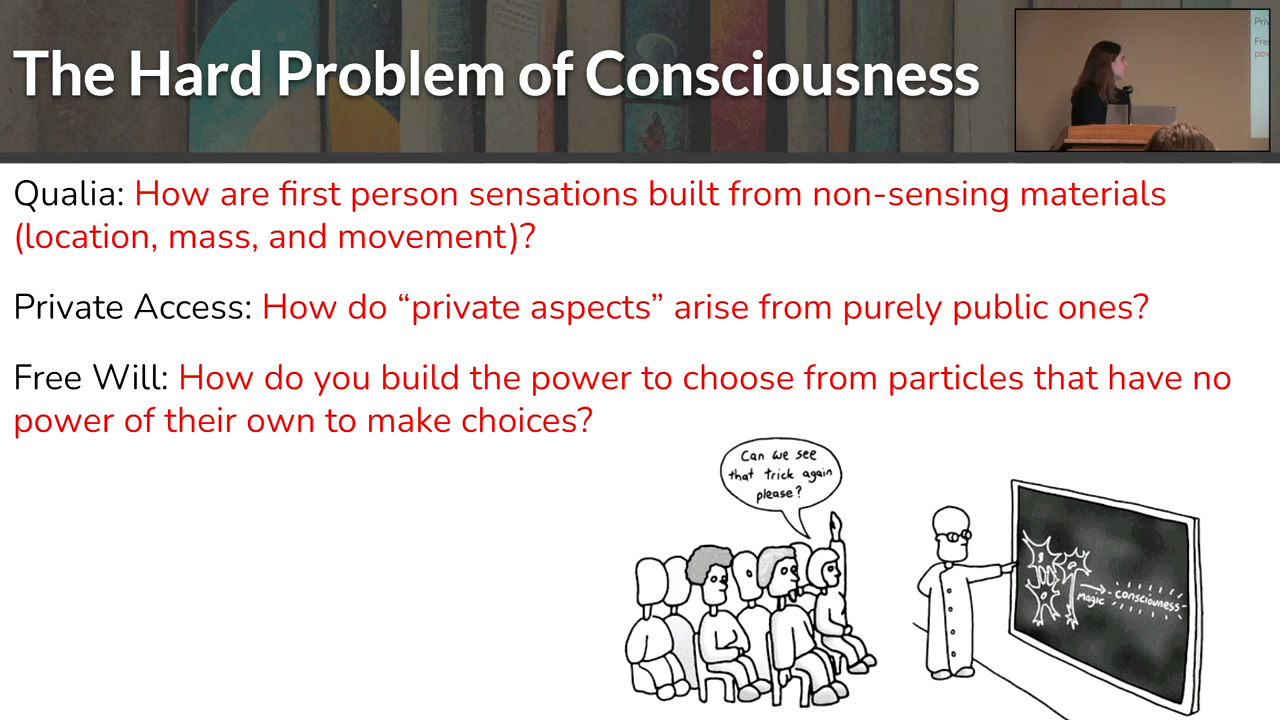 The Hard Problem of Consciousness
Priv
Fre
pow
Qualia: How are first person sensations built from non-sensing materials
(location, mass, and movement)?
Private Access: How do “private aspects” arise from purely public ones?
Free Will: How do you build the power to choose from particles that have no
power of their own to make choices?
Can we see
that trick again
please?
magic
consciousness